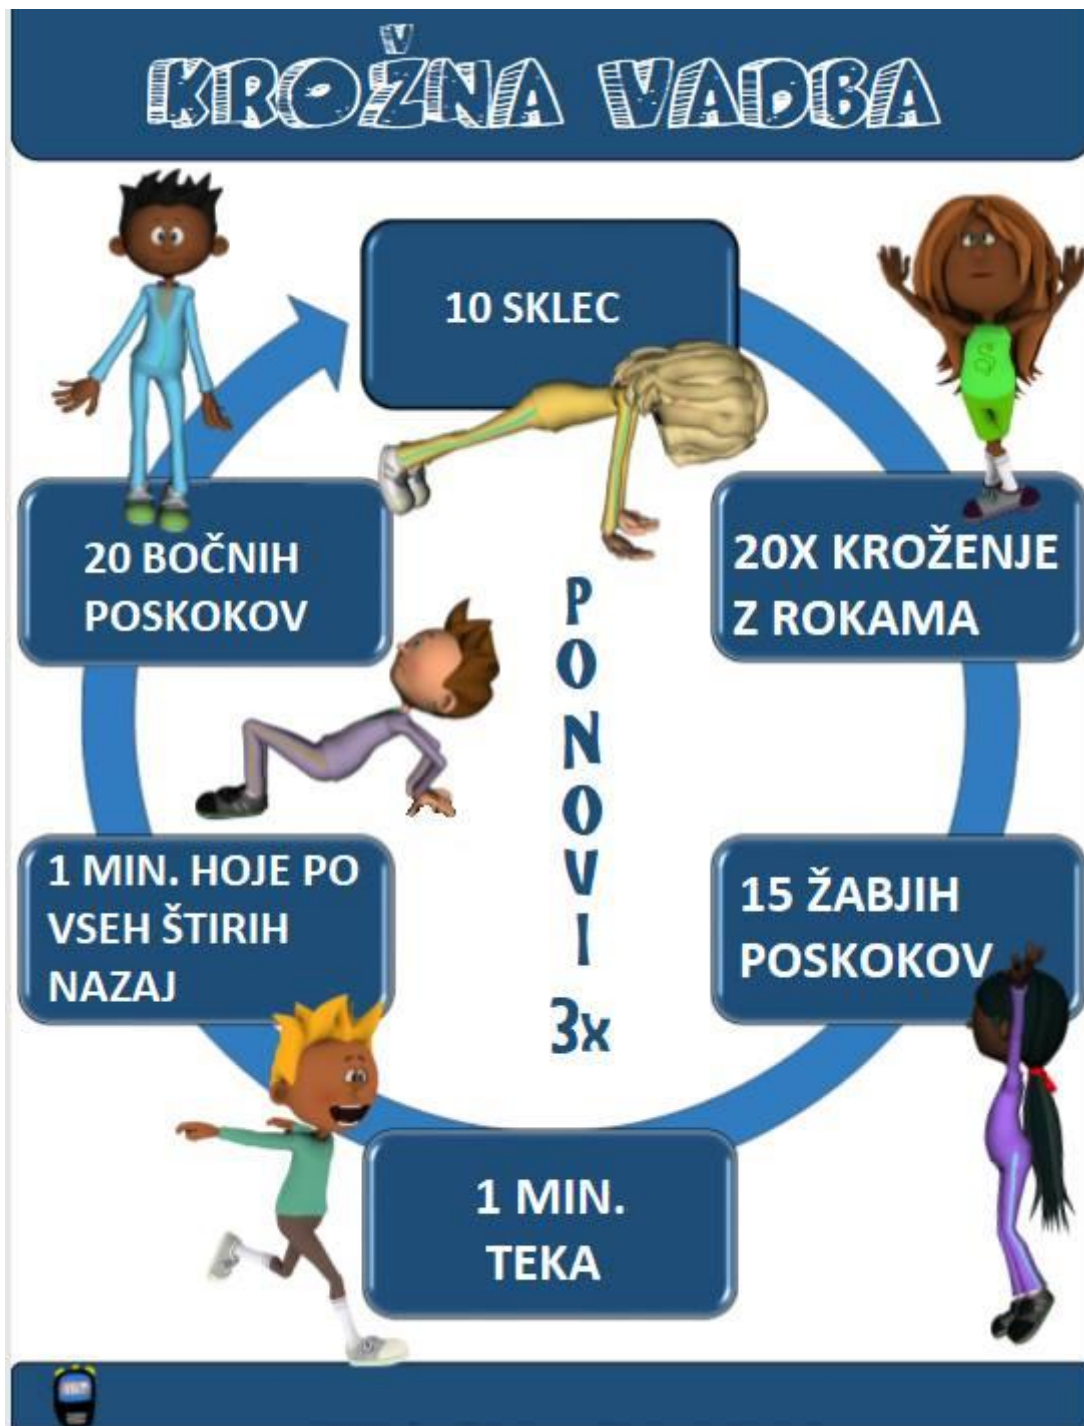 KROŽNA VADBA
10 SKLEC
20X KROŽENJE
Z ROKAMA
15 ŽABJIH
POSKOKOV
1 MIN.
TEKA
1 MIN. HOJE PO
VSEH ŠTIRIH
NAZAJ
20 BOČNIH
POSKOKOV
PONOVI
3x